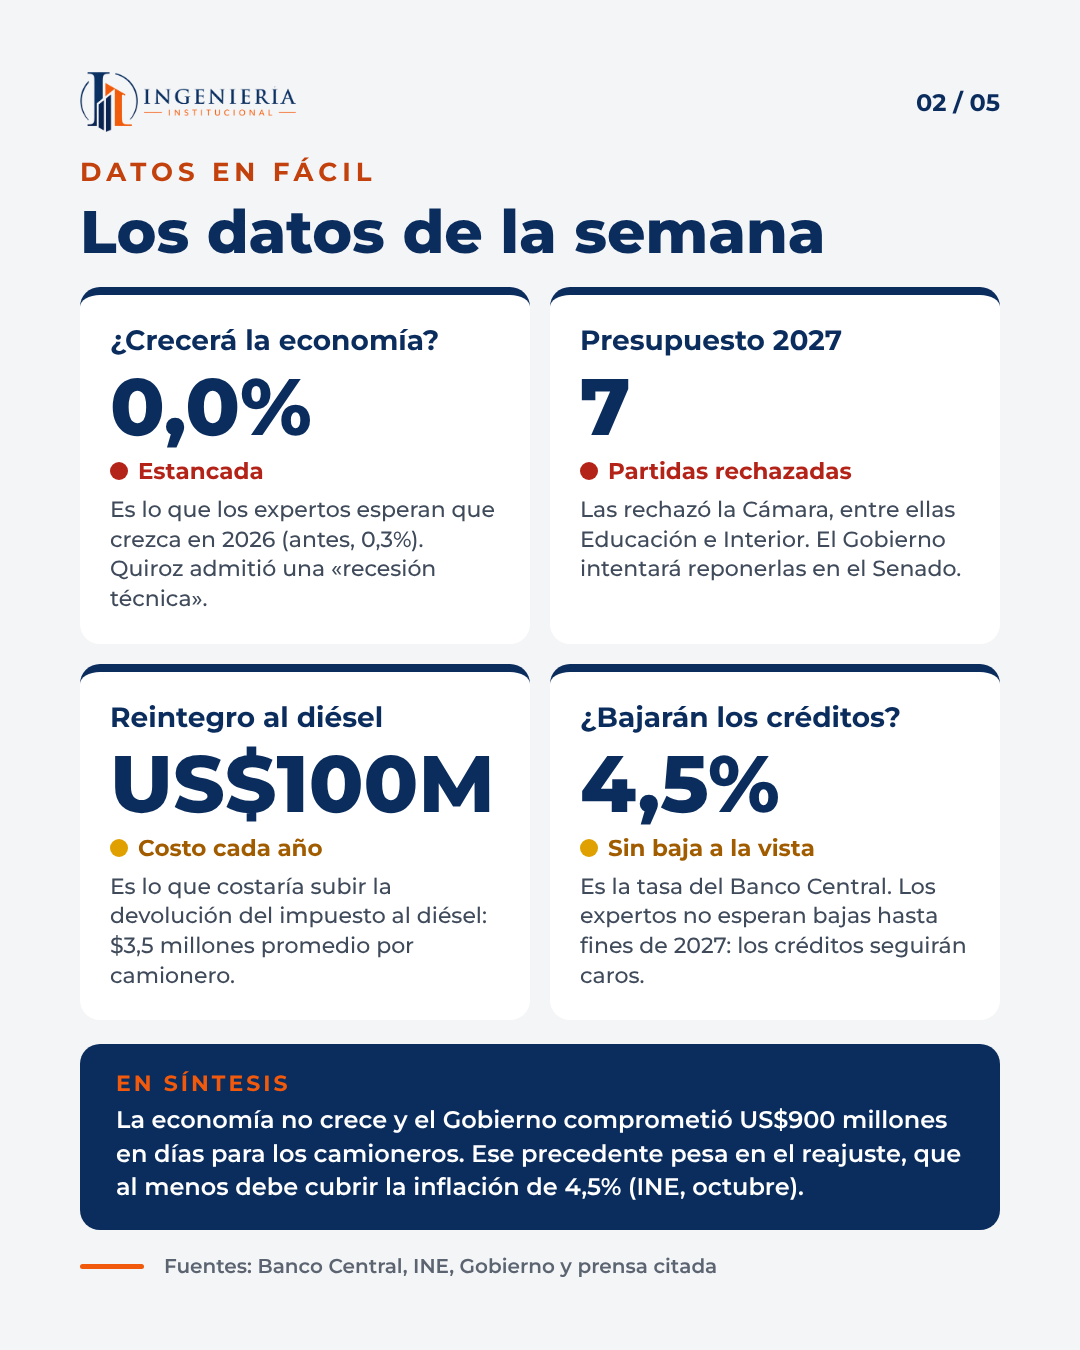 INGENIERIA
INSTITUCIONAL
02 / 05
DATOS EN FÁCIL
Los datos de la semana
¿Crecerá la economía?
0,0%
Estancada
Es lo que los expertos esperan que
crezca en 2026 (antes, 0,3%).
Quiroz admitió una «recesión
técnica».
Presupuesto 2027
7
Partidas rechazadas
Las rechazó la Cámara, entre ellas
Educación e Interior. El Gobierno
intentará reponerlas en el Senado.
Reintegro al diésel
US$100M
Costo cada año
Es lo que costaría subir la
devolución del impuesto al diésel:
$3,5 millones promedio por
camionero.
¿Bajarán los créditos?
4,5%
Sin baja a la vista
Es la tasa del Banco Central. Los
expertos no esperan bajas hasta
fines de 2027: los créditos seguirán
caros.
EN SÍNTESIS
La economía no crece y el Gobierno comprometió US$900 millones
en días para los camioneros. Ese precedente pesa en el reajuste, que
al menos debe cubrir la inflación de 4,5% (INE, octubre).
Fuentes: Banco Central, INE, Gobierno y prensa citada